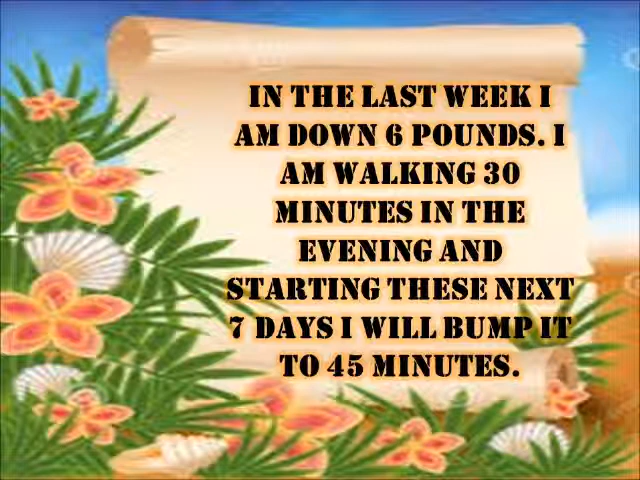 IN THE LAST WEEK I
AM DOWN 6 POUNDS. I
AM WALKING 30
MINUTES IN THE
EVENING AND
STARTING THESE NEXT
7 DAYS I WILL BUMP IT
TO 45 MINUTES.